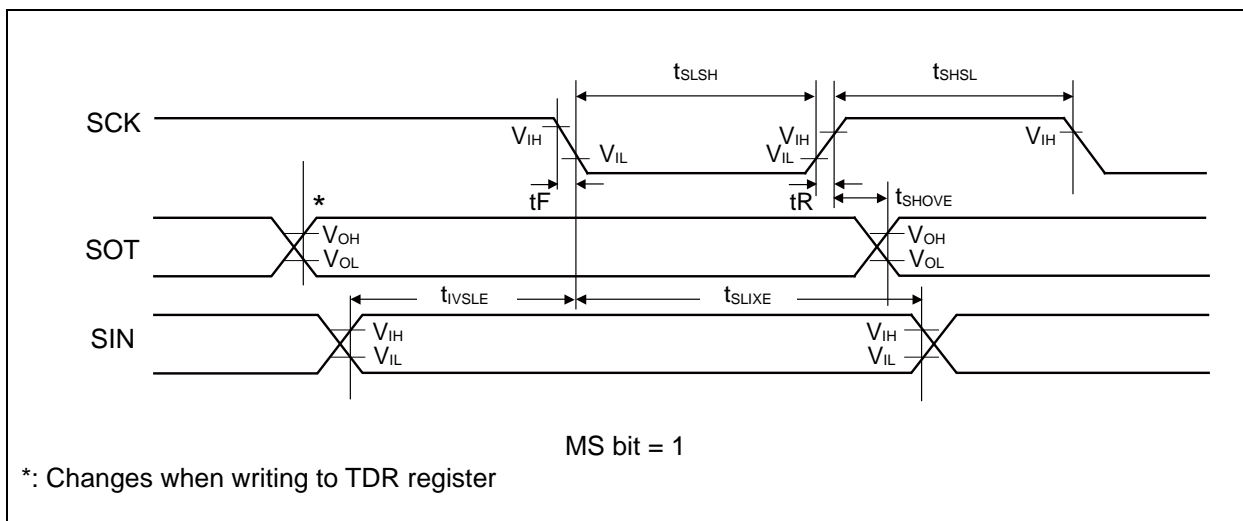 tSLSH tSHSL
SCK
VIH VIL VIL VIH VIH
tF tR tSHOVE
*
SOT
VOH VOH
VOL VOL
tIVSLE tSLIXE
SIN
VIH VIH
VIL VIL
MS bit = 1
*: Changes when writing to TDR register